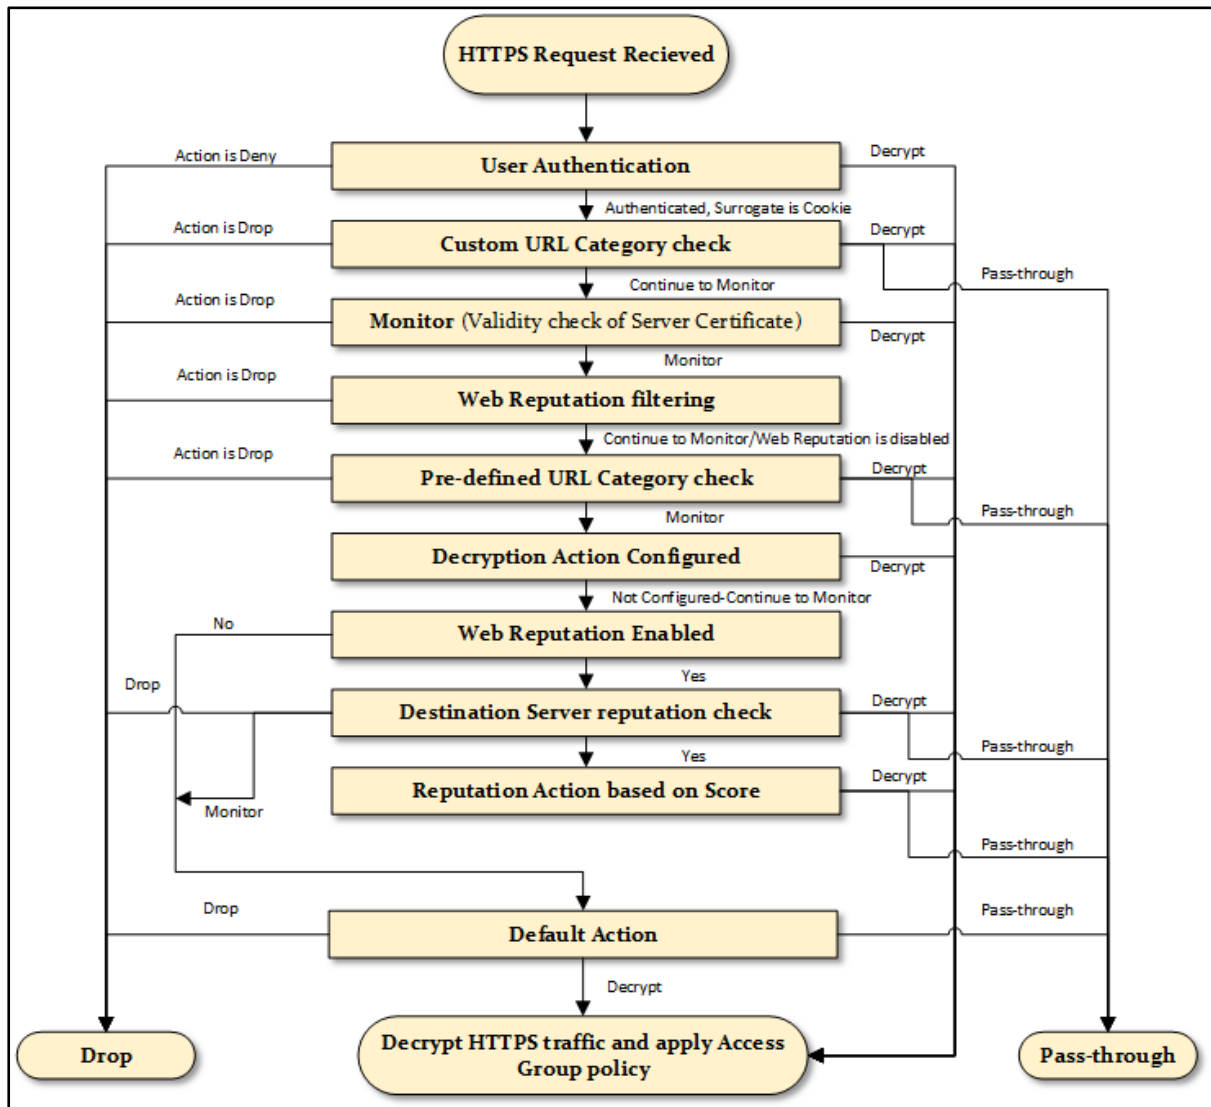 HTTPS Request Recieved
Action is Deny
Decrypt
User Authentication
Authenticated, Surrogate is Cookie
Action is Drop
Decrypt
Custom URL Category check
Pass-through
Continue to Monitor
Action is Drop
Monitor (Validity check of Server Certificate)
Decrypt
Monitor
Action is Drop
Web Reputation filtering
Continue to Monitor/Web Reputation is disabled
Action is Drop
Decrypt
Pre-defined URL Category check
Pass-through
Monitor
Decryption Action Configured
Decrypt
Not Configured-Continue to Monitor
No
Web Reputation Enabled
Yes
Drop
Decrypt
Destination Server reputation check
Pass-through
Yes
Decrypt
Reputation Action based on Score
Monitor
Pass-through
Drop
Pass-through
Default Action
Decrypt
Decrypt HTTPS traffic and apply Access
Group policy
Drop
Pass-through